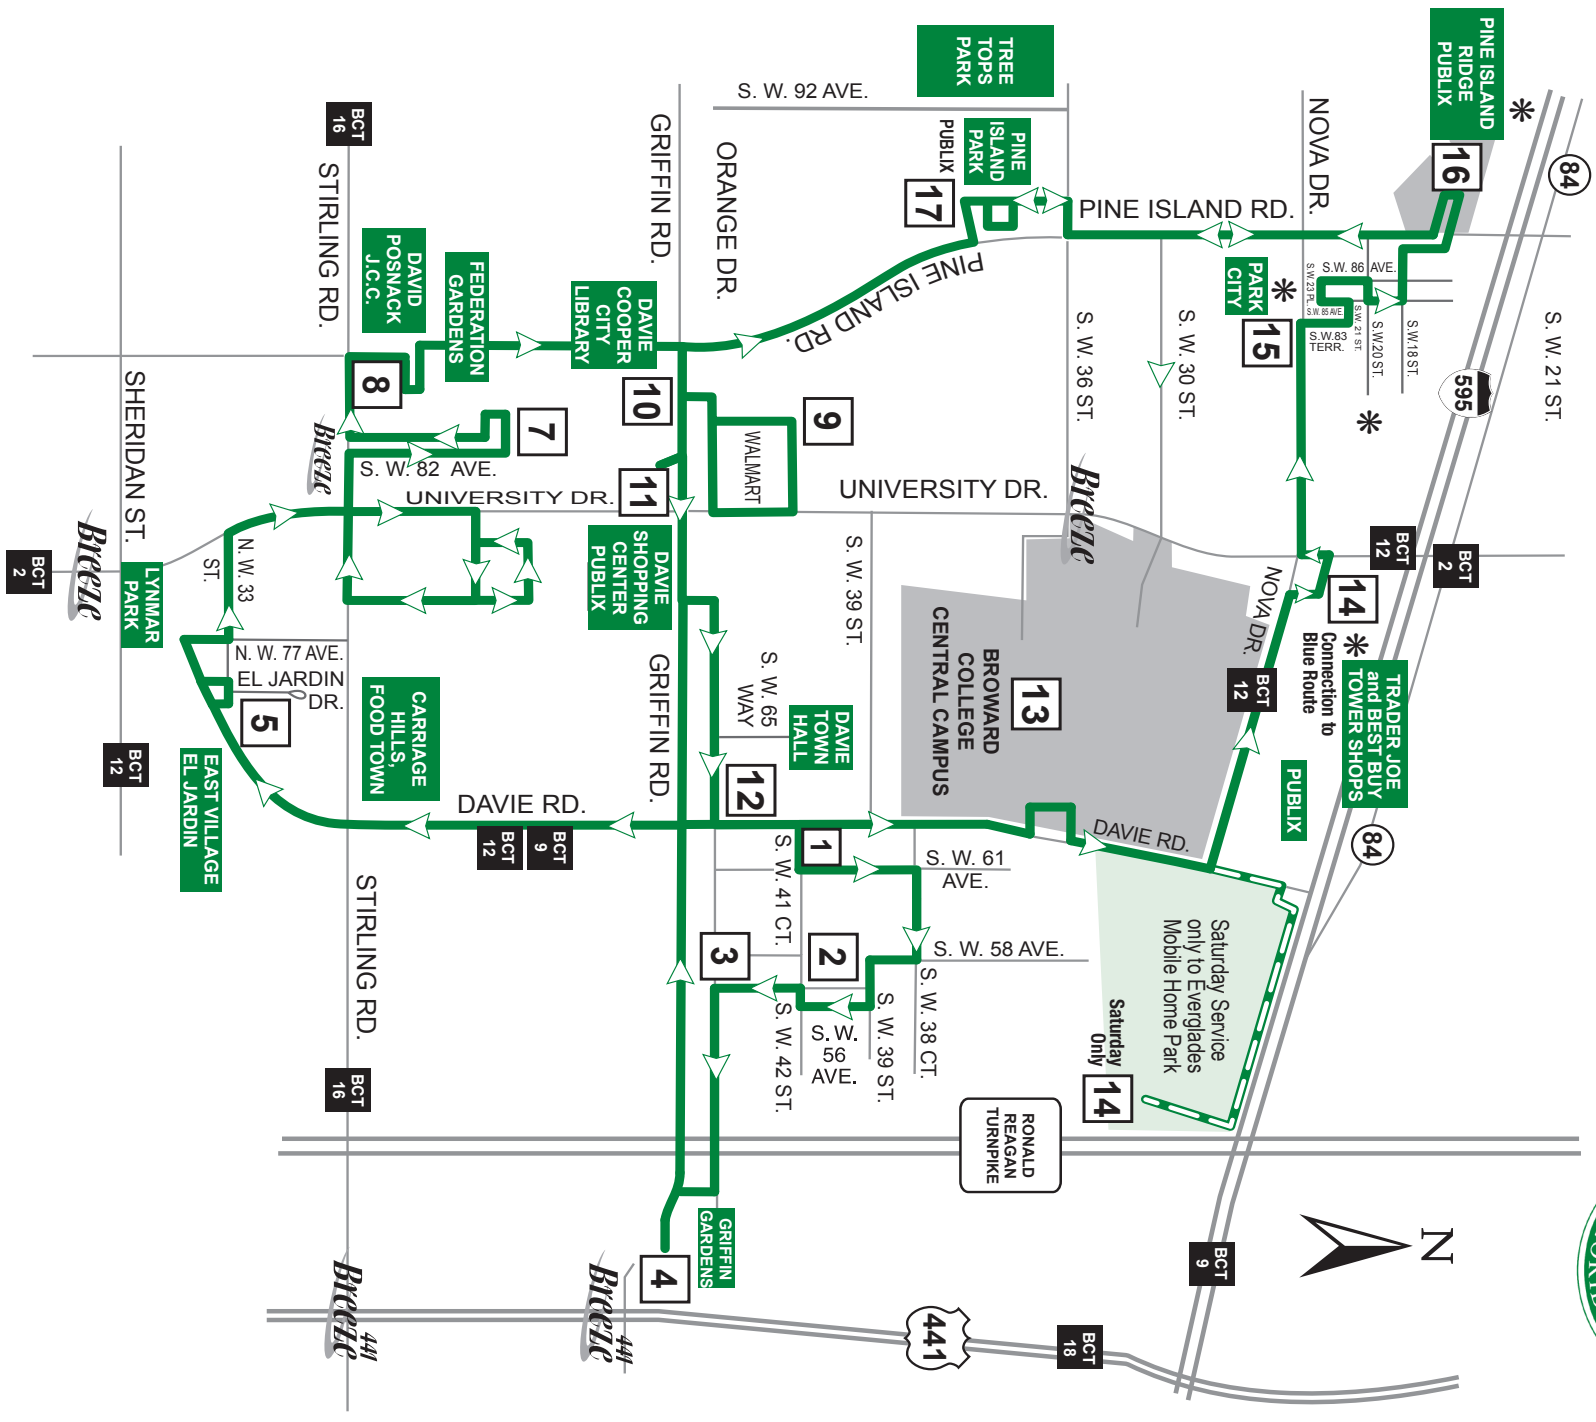 PINE ISLAND
RIDGE
PUBLIX
84
16
TREE
TOPS
PARK
S. W. 92 AVE.
BCT
16
STIRLING RD.
GRIFFIN RD.
ORANGE DR.
PINE
ISLAND
PARK
PUBLIX
17
NOVA DR.
PINE ISLAND RD.
PINE ISLAND RD.
S. W. 36 ST.
S. W. 30 ST.
PARK
CITY
15
S.W. 86 AVE.
S.W. 23 PL.
S.W. 85 AVE.
S.W. 21 ST.
S.W.83
TERR.
S.W.20 ST.
S.W.18 ST.
595
S. W. 21 ST.
DAVID
POSNACK
J.C.C.
FEDERATION
GARDENS
DAVIE
COOPER
CITY
LIBRARY
8
7
10
9
WALMART
11
SHERIDAN ST.
Breeze
S. W. 82 AVE.
UNIVERSITY DR.
UNIVERSITY DR.
Breeze
BCT
12
BCT
2
BCT
2
Breeze
LYNMAR
PARK
N. W. 33
ST.
DAVIE
SHOPPING
CENTER
PUBLIX
S. W. 39 ST.
BROWARD
COLLEGE
CENTRAL CAMPUS
13
NOVA DR.
BCT
12
14
Connection to
Blue Route
TRADER JOE
and BEST BUY
TOWER SHOPS
PUBLIX
84
N. W. 77 AVE.
EL JARDIN
DR.
5
BCT
12
EAST VILLAGE
EL JARDIN
CARRIAGE
HILLS,
FOOD TOWN
GRIFFIN RD.
S. W. 65
WAY
DAVIE
TOWN
HALL
12
DAVIE RD.
BCT
12
BCT
9
DAVIE RD.
1
S. W. 41 CT.
S. W. 61
AVE.
2
3
S. W. 58 AVE.
S. W. 38 CT.
S. W. 39 ST.
S. W.
56
AVE.
S. W. 42 ST.
Saturday Service
only to Everglades
Mobile Home Park
Saturday
Only
14
STIRLING RD.
BCT
16
RONALD
REAGAN
TURNPIKE
GRIFFIN
GARDENS
4
BCT
9
N
441
Breeze
441
Breeze
441
BCT
18